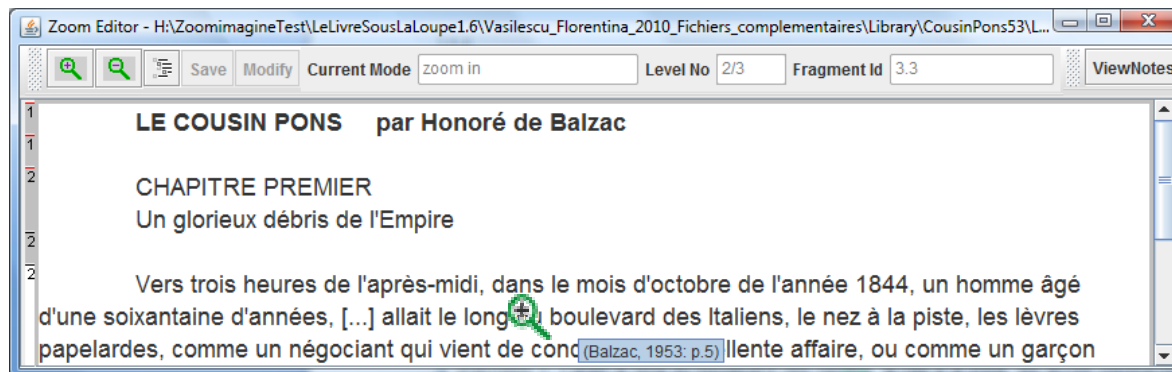 Zoom Editor - H:\ZoomimagineTest\LeLivreSousLaLoupe1.6\Vasilescu_Florentina_2010_Fichiers_complementaires\Library\CousinPons53\L...
Save Modify Current Mode zoom in Level No 2/3 Fragment Id 3.3 ViewNotes
1
LE COUSIN PONS par Honoré de Balzac
1
2
CHAPITRE PREMIER
Un glorieux débris de l'Empire
2
2
Vers trois heures de l'après-midi, dans le mois d'octobre de l'année 1844, un homme âgé
d'une soixantaine d'années, [...] allait le long boulevard des Italiens, le nez à la piste, les lèvres
papelardes, comme un négociant qui vient de (Balzac, 1953: p.5) affaire, ou comme un garçon